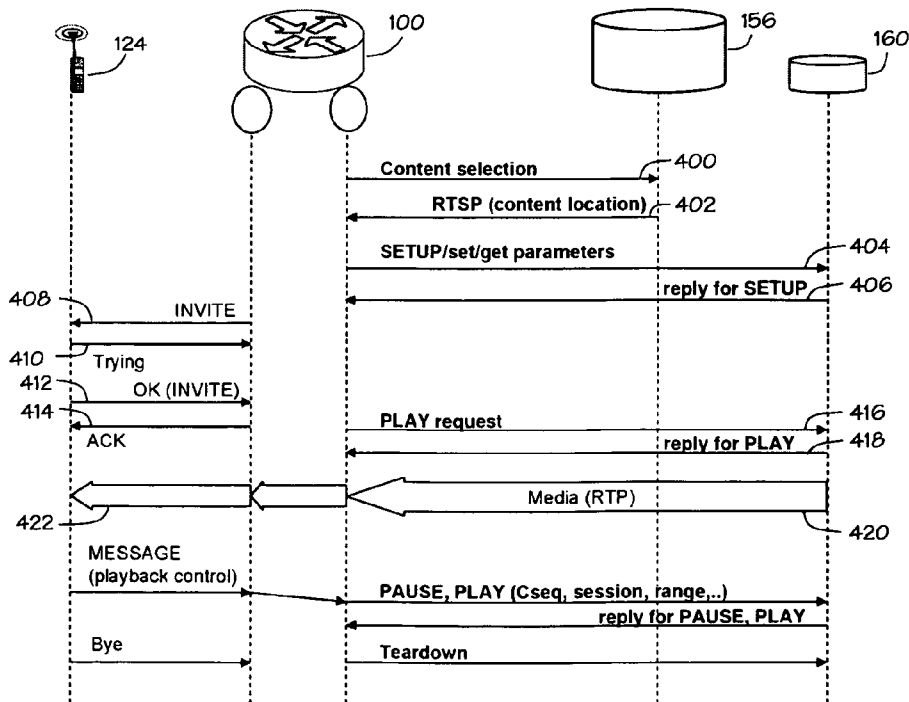 124
100
156
160
Content selection
400
RTSP (content location)
402
SETUP/set/get parameters
404
408
INVITE
reply for SETUP
406
410
Trying
412
OK (INVITE)
414
ACK
PLAY request
416
reply for PLAY
418
Media (RTP)
422
420
MESSAGE
(playback control)
PAUSE, PLAY (Cseq, session, range,..)
reply for PAUSE, PLAY
Bye
Teardown